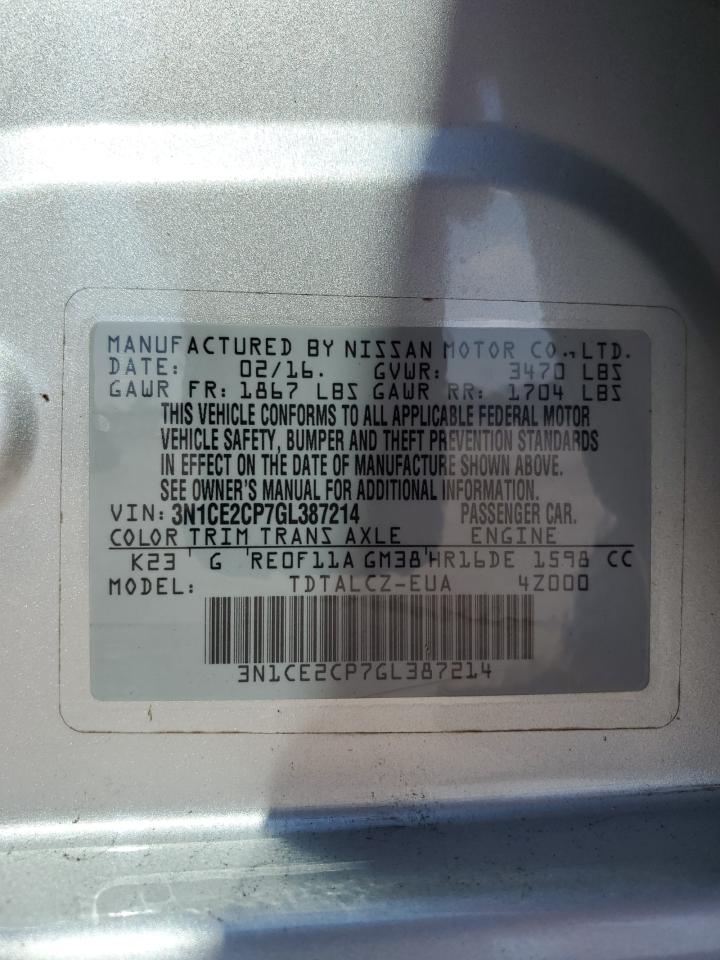 MANUFACTURED BY NISSAN MOTOR CO., LTD.
DATE: 02/16. GVWR: 3470 LBS
GAWR FR: 1867 LBS GAWR RR: 1704 LBS
THIS VEHICLE CONFORMS TO ALL APPLICABLE FEDERAL MOTOR
VEHICLE SAFETY, BUMPER AND THEFT PREVENTION STANDARDS
IN EFFECT ON THE DATE OF MANUFACTURE SHOWN ABOVE.
SEE OWNER'S MANUAL FOR ADDITIONAL INFORMATION.
VIN: 3N1CE2CP7GL387214 PASSENGER CAR.
COLOR TRIM TRANS AXLE ENGINE
K23 G RE0F11A GM38 HR16DE 1598 CC
MODEL: TDTALCZ-EUA 4Z000
3N1CE2CP7GL387214